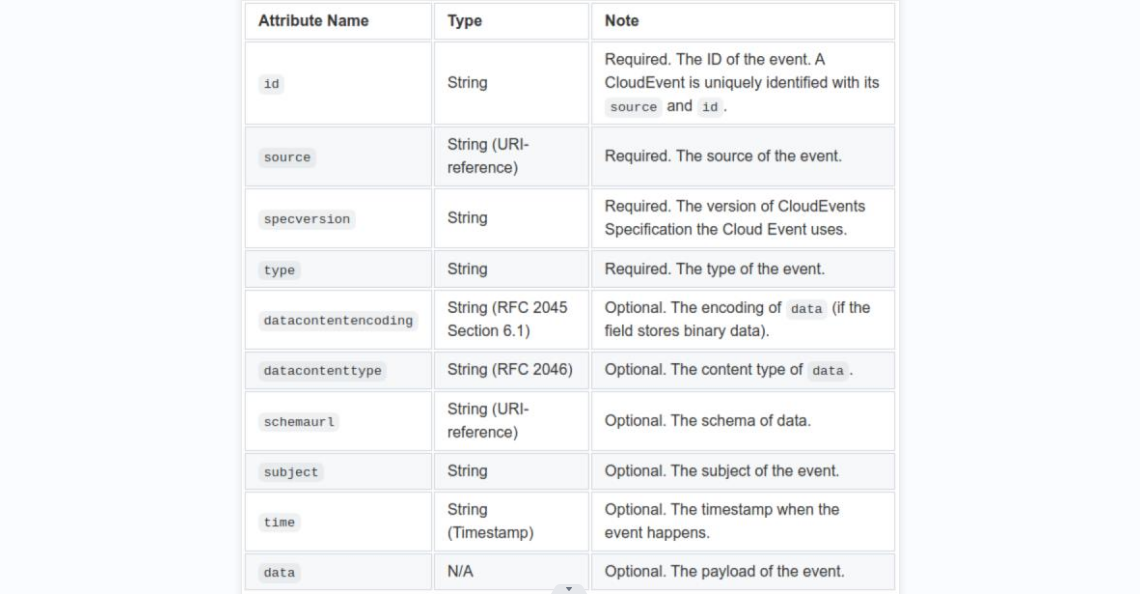 Attribute Name Type Note
id String Required. The ID of the event. A
CloudEvent is uniquely identified with its
source and id .
source String (URI-
reference) Required. The source of the event.
specversion String Required. The version of CloudEvents
Specification the Cloud Event uses.
type String Required. The type of the event.
datacontentencoding String (RFC 2045
Section 6.1) Optional. The encoding of data (if the
field stores binary data).
datacontenttype String (RFC 2046) Optional. The content type of data .
schemaurl String (URI-
reference) Optional. The schema of data.
subject String Optional. The subject of the event.
time String
(Timestamp) Optional. The timestamp when the
event happens.
data N/A Optional. The payload of the event.